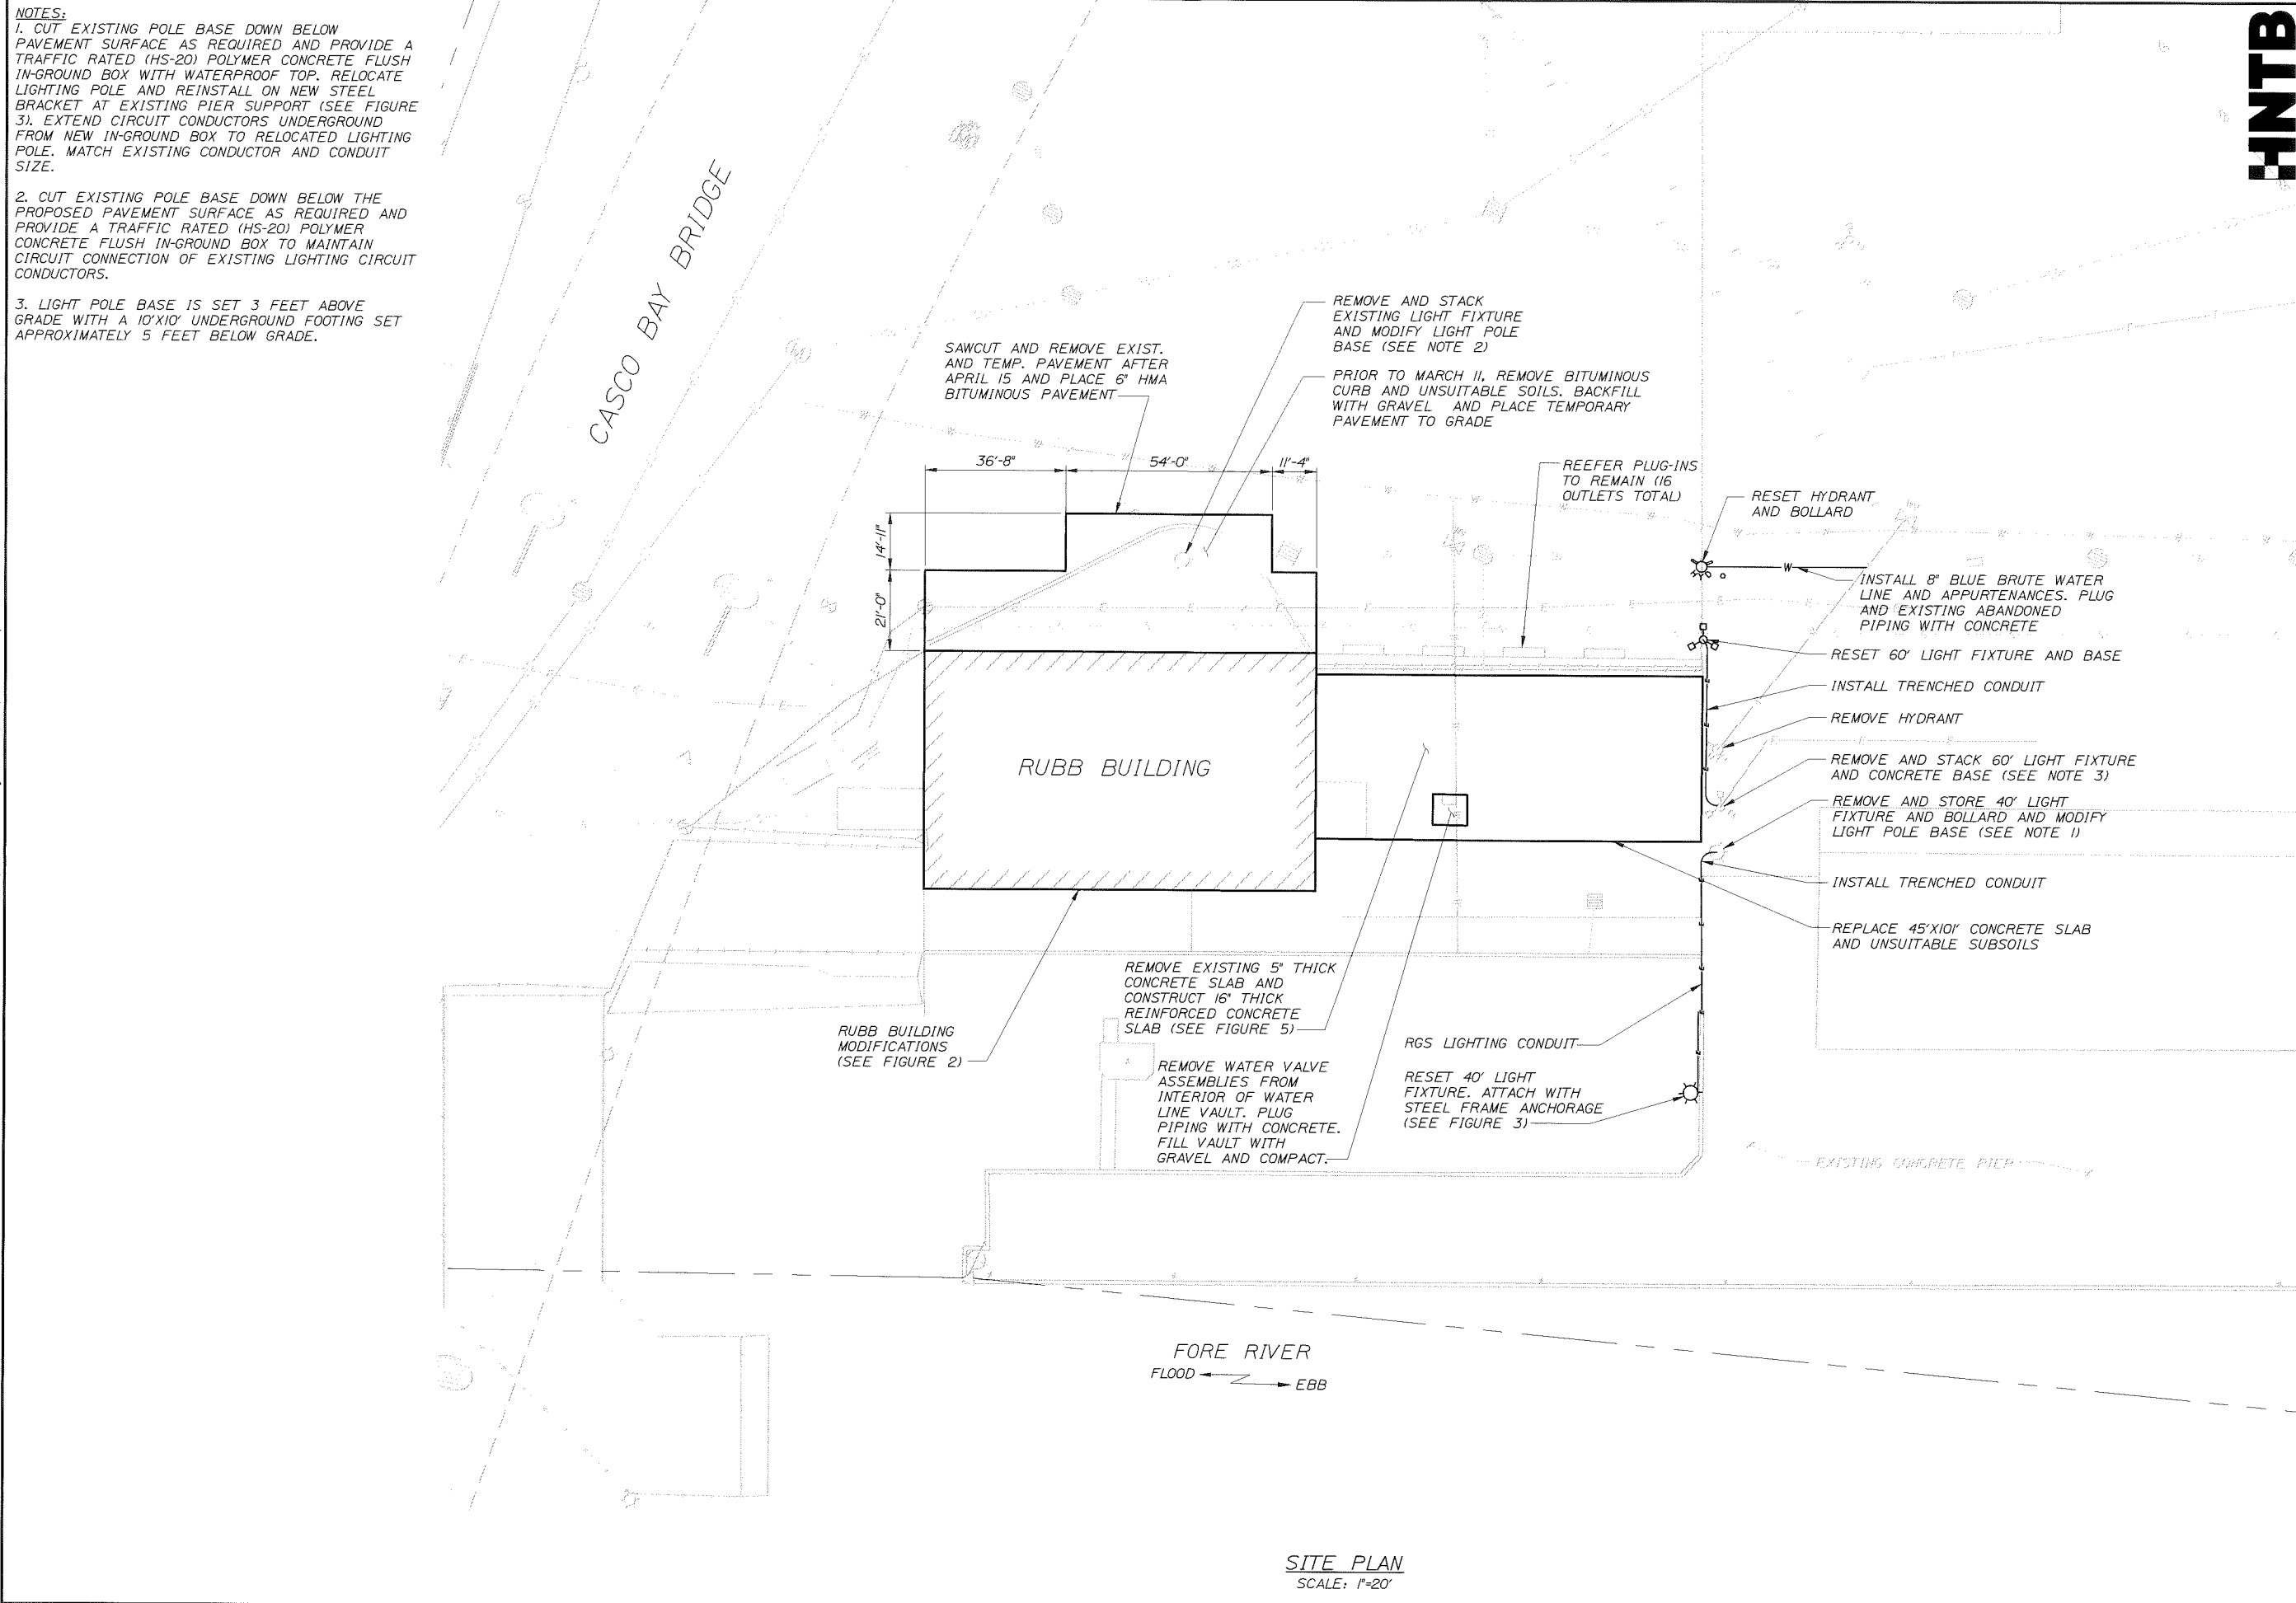 NOTES:
1. CUT EXISTING POLE BASE DOWN BELOW
PAVEMENT SURFACE AS REQUIRED AND PROVIDE A
TRAFFIC RATED (HS-20) POLYMER CONCRETE FLUSH
IN-GROUND BOX WITH WATERPROOF TOP. RELOCATE
LIGHTING POLE AND REINSTALL ON NEW STEEL
BRACKET AT EXISTING PIER SUPPORT (SEE FIGURE
3). EXTEND CIRCUIT CONDUCTORS UNDERGROUND
FROM NEW IN-GROUND BOX TO RELOCATED LIGHTING
POLE. MATCH EXISTING CONDUCTOR AND CONDUIT
SIZE.
2. CUT EXISTING POLE BASE DOWN BELOW THE
PROPOSED PAVEMENT SURFACE AS REQUIRED AND
PROVIDE A TRAFFIC RATED (HS-20) POLYMER
CONCRETE FLUSH IN-GROUND BOX TO MAINTAIN
CIRCUIT CONNECTION OF EXISTING LIGHTING CIRCUIT
CONDUCTORS.
3. LIGHT POLE BASE IS SET 3 FEET ABOVE
GRADE WITH A 10'X10' UNDERGROUND FOOTING SET
APPROXIMATELY 5 FEET BELOW GRADE.
HNTB
CASCO BAY BRIDGE
REMOVE AND STACK
EXISTING LIGHT FIXTURE
AND MODIFY LIGHT POLE
BASE (SEE NOTE 2)
SAWCUT AND REMOVE EXIST.
AND TEMP. PAVEMENT AFTER
APRIL 15 AND PLACE 6" HMA
BITUMINOUS PAVEMENT
PRIOR TO MARCH 11, REMOVE BITUMINOUS
CURB AND UNSUITABLE SOILS. BACKFILL
WITH GRAVEL AND PLACE TEMPORARY
PAVEMENT TO GRADE
36'-8"
54'-0"
11'-4"
14'-11"
21'-0"
REEFER PLUG-INS
TO REMAIN (16
OUTLETS TOTAL)
RESET HYDRANT
AND BOLLARD
W
INSTALL 8" BLUE BRUTE WATER
LINE AND APPURTENANCES. PLUG
AND EXISTING ABANDONED
PIPING WITH CONCRETE
RESET 60' LIGHT FIXTURE AND BASE
INSTALL TRENCHED CONDUIT
REMOVE HYDRANT
REMOVE AND STACK 60' LIGHT FIXTURE
AND CONCRETE BASE (SEE NOTE 3)
REMOVE AND STORE 40' LIGHT
FIXTURE AND BOLLARD AND MODIFY
LIGHT POLE BASE (SEE NOTE 1)
INSTALL TRENCHED CONDUIT
REPLACE 45'X101' CONCRETE SLAB
AND UNSUITABLE SUBSOILS
RUBB BUILDING
REMOVE EXISTING 5" THICK
CONCRETE SLAB AND
CONSTRUCT 16" THICK
REINFORCED CONCRETE
SLAB (SEE FIGURE 5)
RUBB BUILDING
MODIFICATIONS
(SEE FIGURE 2)
REMOVE WATER VALVE
ASSEMBLIES FROM
INTERIOR OF WATER
LINE VAULT. PLUG
PIPING WITH CONCRETE.
FILL VAULT WITH
GRAVEL AND COMPACT.
RGS LIGHTING CONDUIT
RESET 40' LIGHT
FIXTURE. ATTACH WITH
STEEL FRAME ANCHORAGE
(SEE FIGURE 3)
EXISTING CONCRETE PIER
FORE RIVER
FLOOD
EBB
SITE PLAN
SCALE: 1"=20'